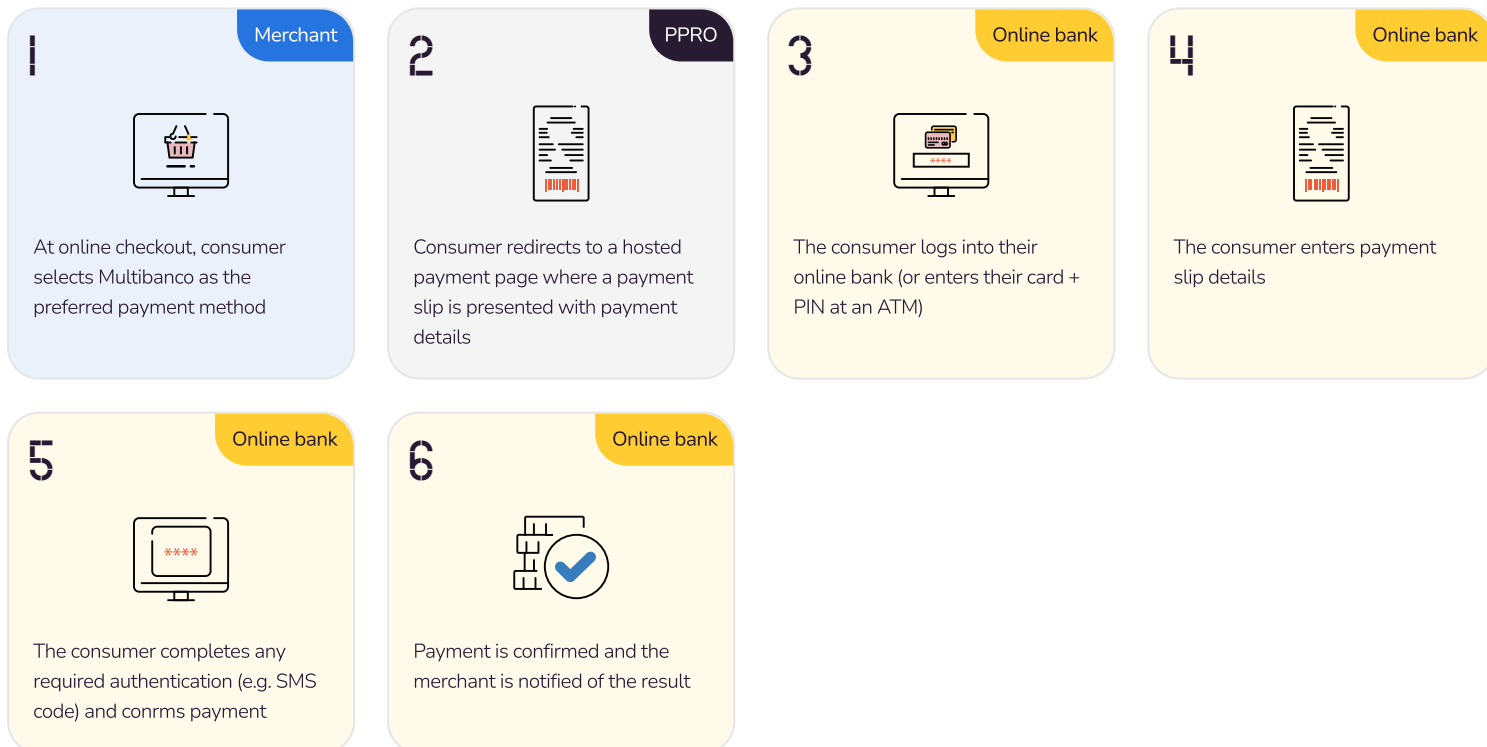 1
Merchant
At online checkout, consumer
selects Multibanco as the
preferred payment method
2
PPRO
Consumer redirects to a hosted
payment page where a payment
slip is presented with payment
details
3
Online bank
****
The consumer logs into their
online bank (or enters their card +
PIN at an ATM)
4
Online bank
The consumer enters payment
slip details
5
Online bank
****
The consumer completes any
required authentication (e.g. SMS
code) and conrms payment
6
Online bank
Payment is confirmed and the
merchant is notified of the result